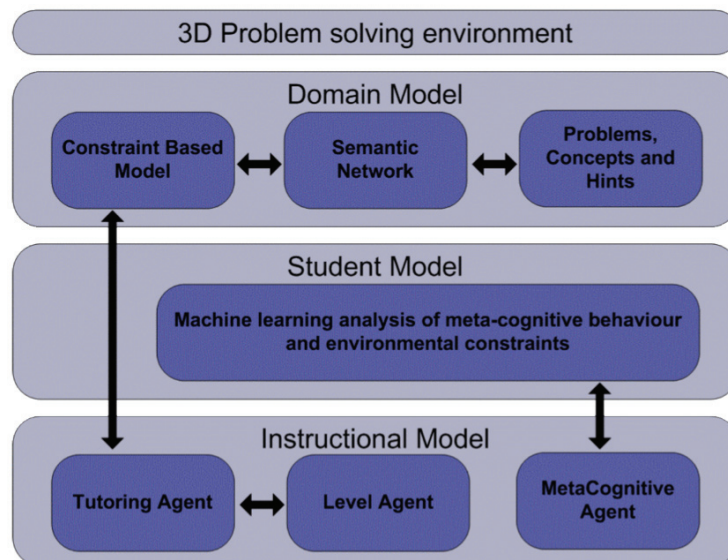 3D Problem solving environment
Domain Model
Constraint Based
Model
Semantic
Network
Problems,
Concepts and
Hints
Student Model
Machine learning analysis of meta-cognitive behaviour
and environmental constraints
Instructional Model
Tutoring Agent
Level Agent
MetaCognitive
Agent